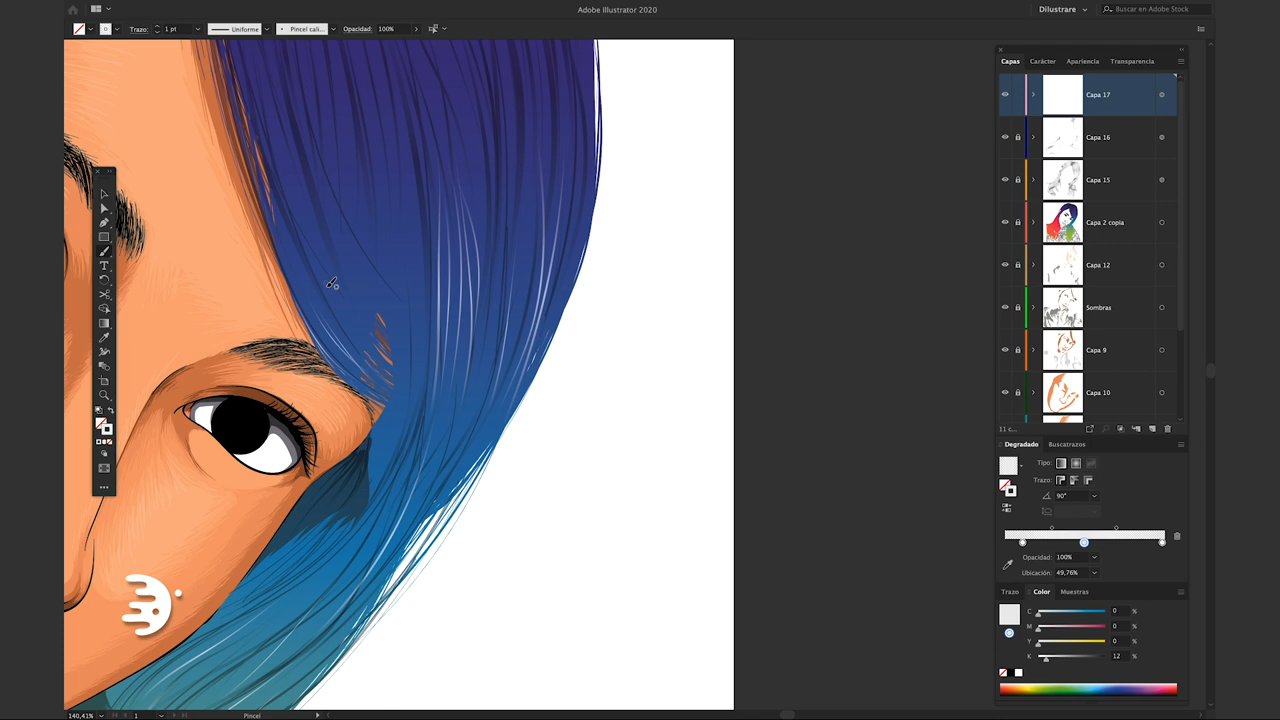 Adobe Illustrator 2020
Dilustrare
Buscar en Adobe Stock
Trazo: 1 pt
Uniforme
Pincel cali...
Opacidad: 100%
Capas Carácter Apariencia Transparencia
Capa 17
Capa 16
Capa 15
Capa 2 copia
Capa 12
Sombras
Capa 9
Capa 10
11 c...
Degradado Buscatrazos
Tipo:
Trazo:
90°
Opacidad: 100%
Ubicación: 49,76%
Trazo Color Muestras
C 0 %
M 0 %
Y 0 %
K 12 %
140,41% 1 Pincel